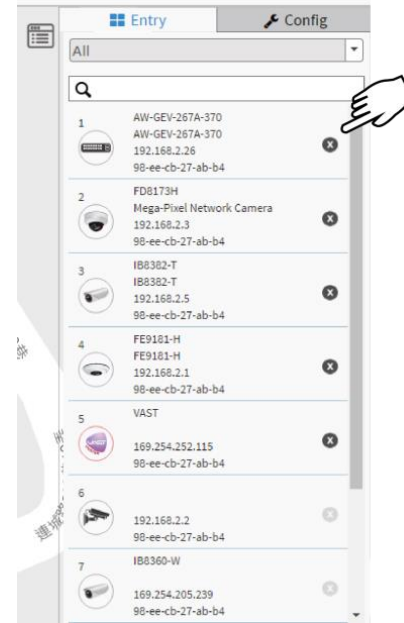 Entry
Config
All
1
AW-GEV-267A-370
AW-GEV-267A-370
192.168.2.26
98-ee-cb-27-ab-b4
2
FD8173H
Mega-Pixel Network Camera
192.168.2.3
98-ee-cb-27-ab-b4
3
IB8382-T
IB8382-T
192.168.2.5
98-ee-cb-27-ab-b4
4
FE9181-H
FE9181-H
192.168.2.1
98-ee-cb-27-ab-b4
5
VAST
169.254.252.115
98-ee-cb-27-ab-b4
6
192.168.2.2
98-ee-cb-27-ab-b4
7
IB8360-W
169.254.205.239
98-ee-cb-27-ab-b4